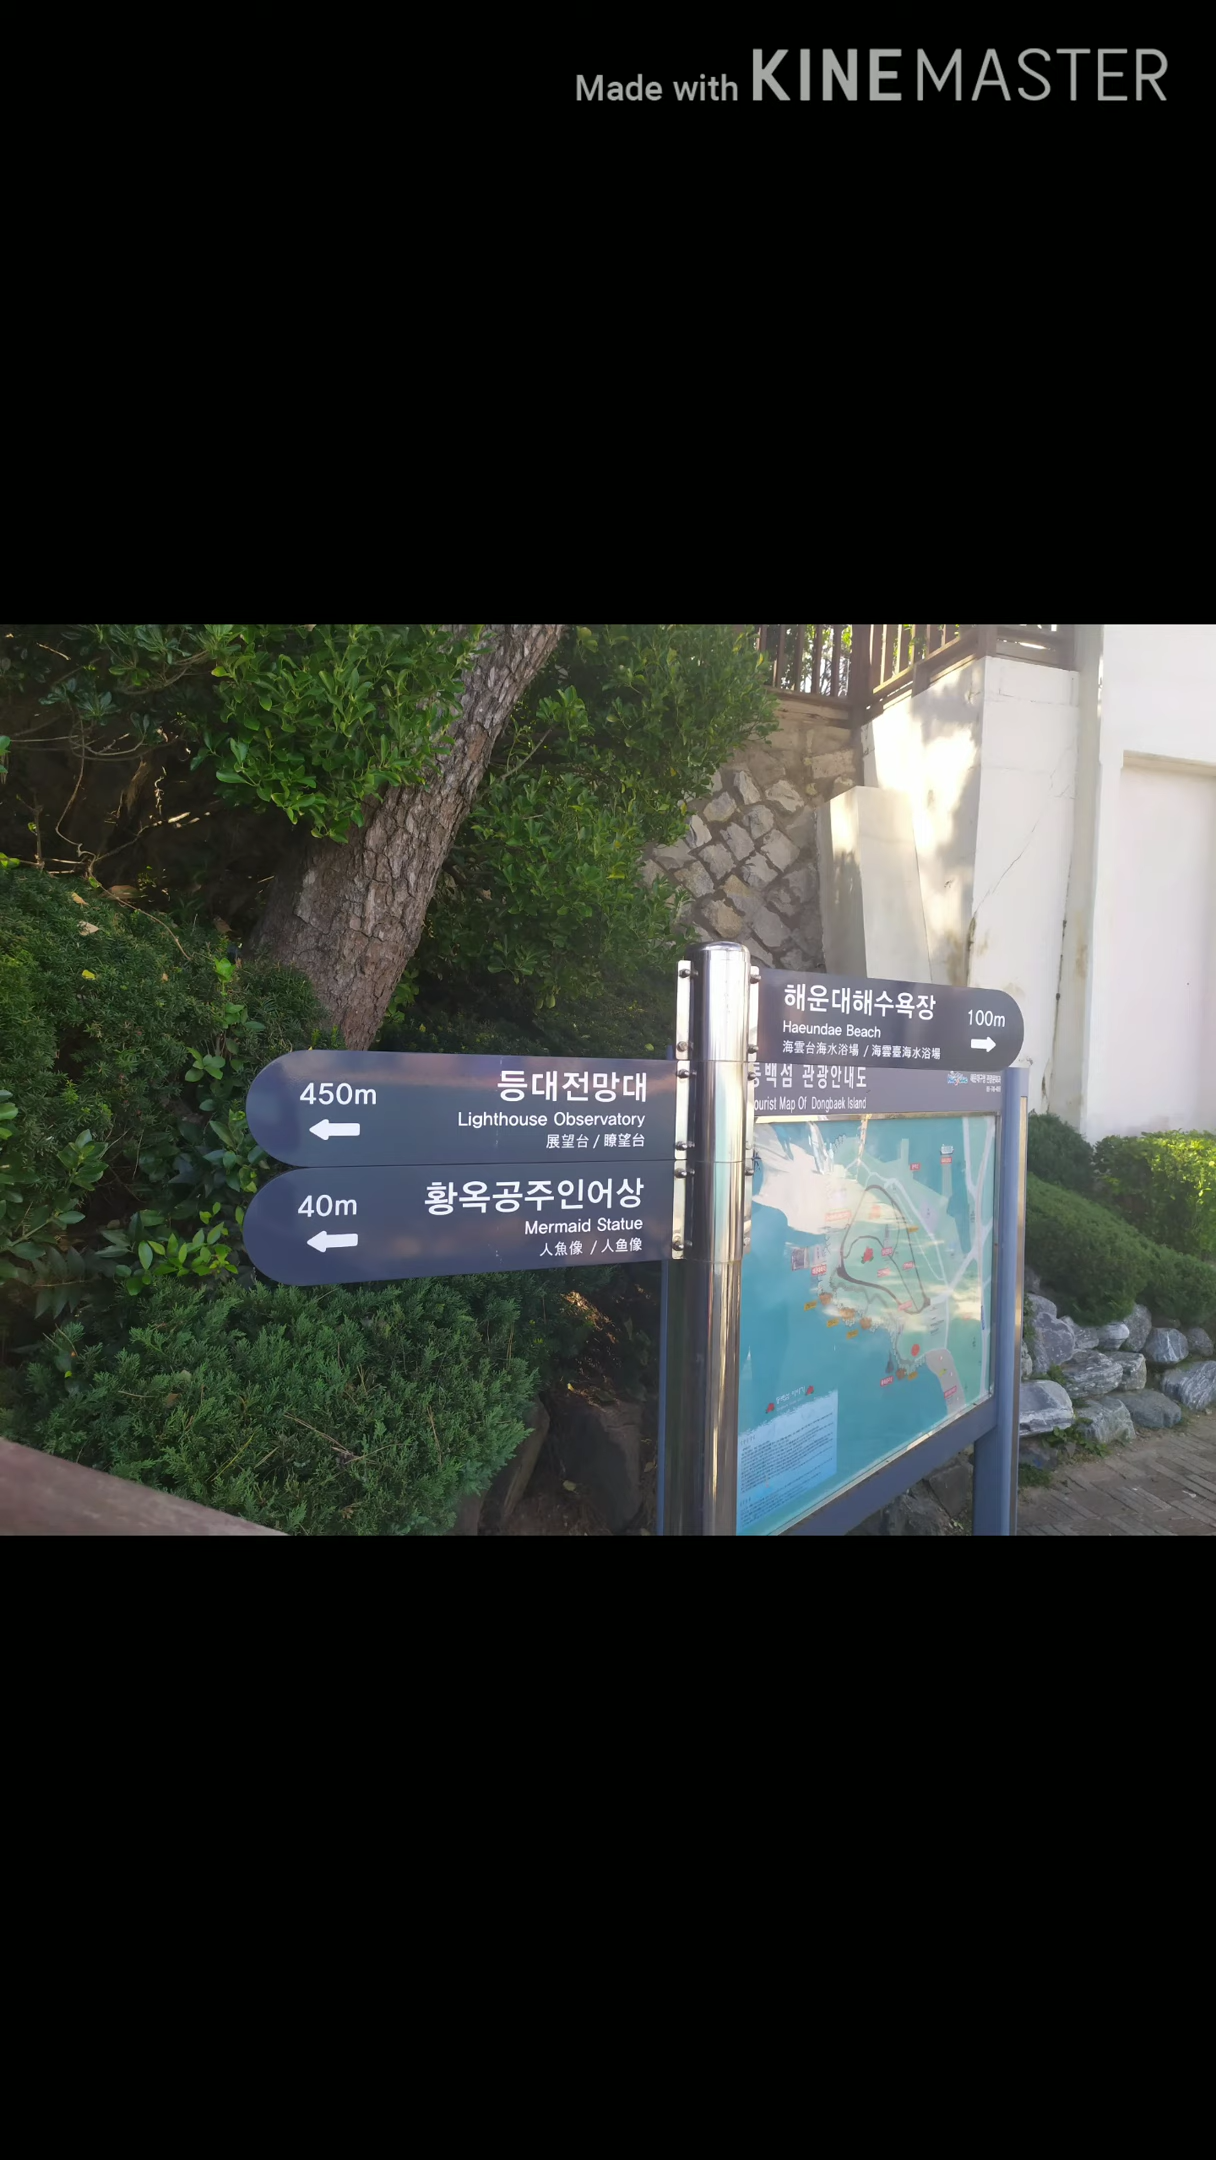 Made with KINEMASTER
해운대해수욕장 100m
Haeundae Beach
海雲台海水浴場 / 海雲臺海水浴場
450m 등대전망대
Lighthouse Observatory
展望台 / 瞭望台
40m 황옥공주인어상
Mermaid Statue
人魚像 / 人鱼像
관광안내도
Map Of Dongbaek Island